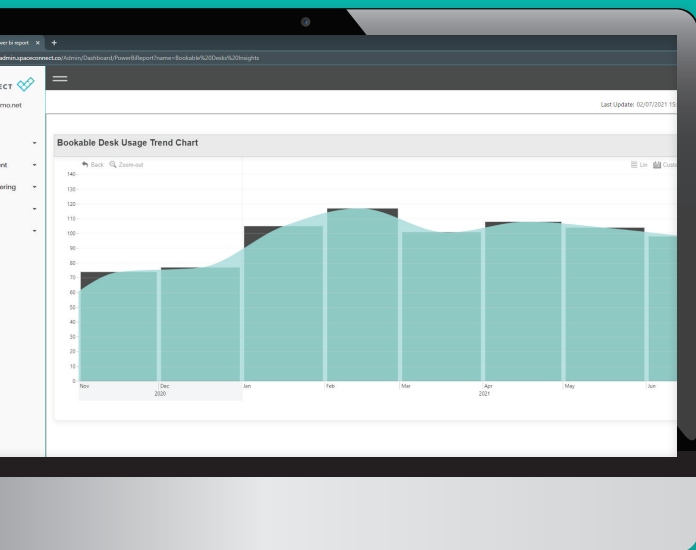 wer bi report × +
admin.spaceconnect.co/Admin/Dashboard/PowerBiReport?name=Bookable%20Desks%20Insights
ECT
mo.net
Last Update: 02/07/2021 15
nt
ering
Bookable Desk Usage Trend Chart
Back Zoom-out
Lin Custo
140
130
120
110
100
90
80
70
60
50
40
30
20
10
0
Nov Dec Jan Feb Mar Apr May Jun
2020 2021